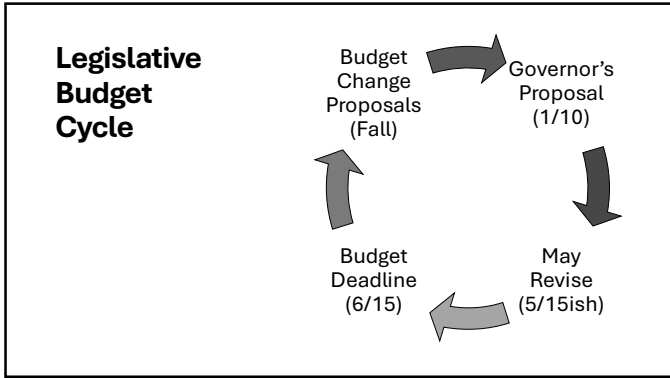 Legislative
Budget
Cycle
Budget
Change
Proposals
(Fall)
Governor’s
Proposal
(1/10)
May
Revise
(5/15ish)
Budget
Deadline
(6/15)